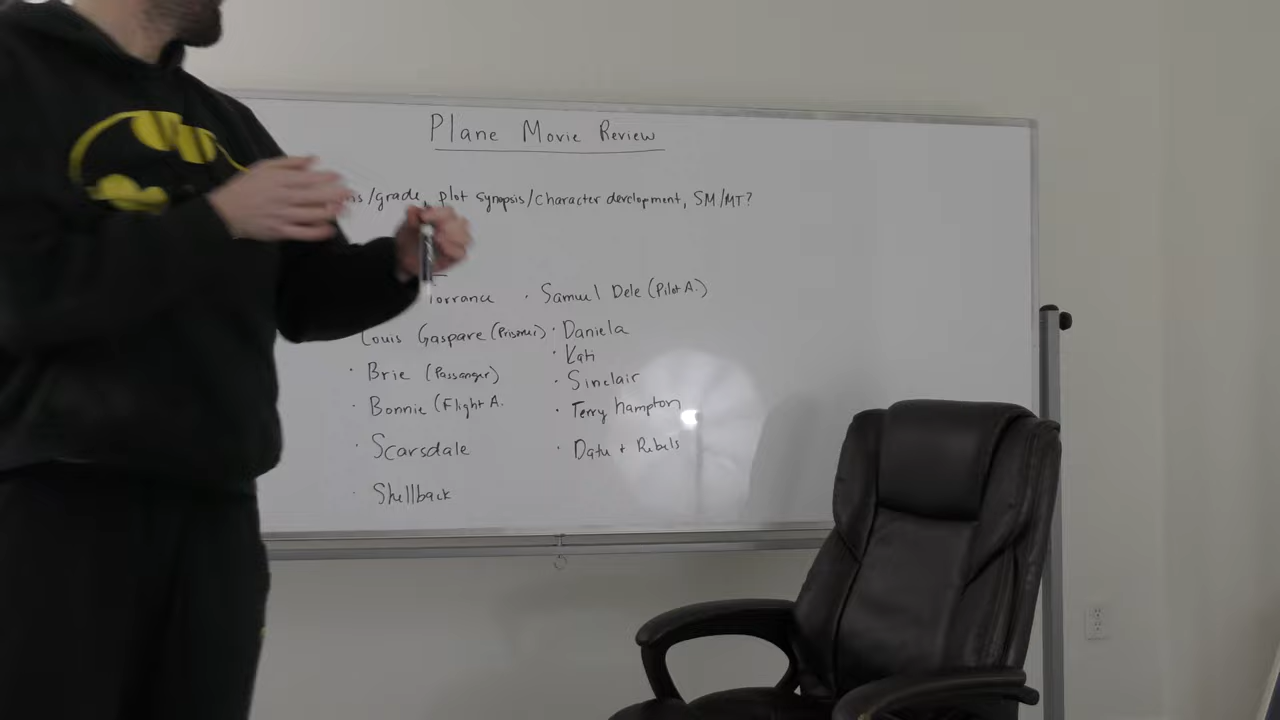 Plane Movie Review
/grade, plot synopsis/character development, SM/MT?
Torrance · Samuel Dele (Pilot A.)
Louis Gaspare (Prisoner) · Daniela
· Kati
· Brie (Passanger)
· Sinclair
· Bonnie (Flight A.
· Terry Hampton
· Scarsdale
· Datu + Rebels
· Shellback